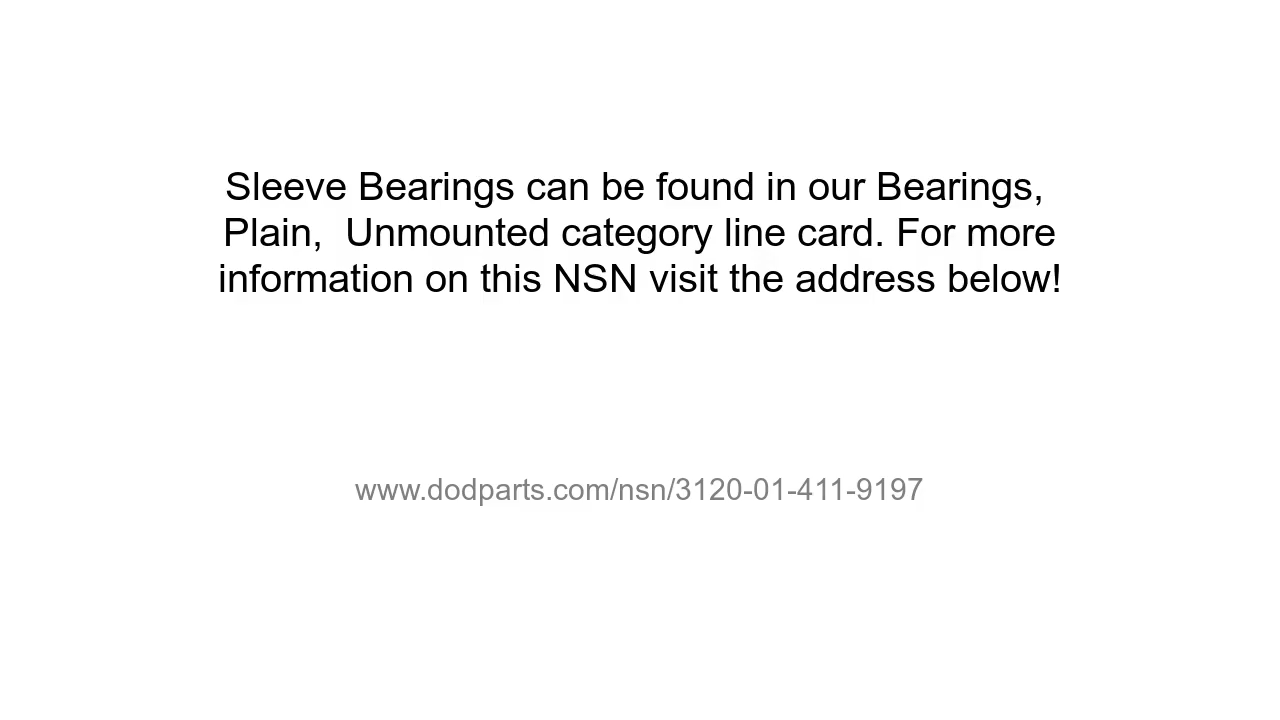 Sleeve Bearings can be found in our Bearings,
Plain,  Unmounted category line card. For more
information on this NSN visit the address below!
www.dodparts.com/nsn/3120-01-411-9197